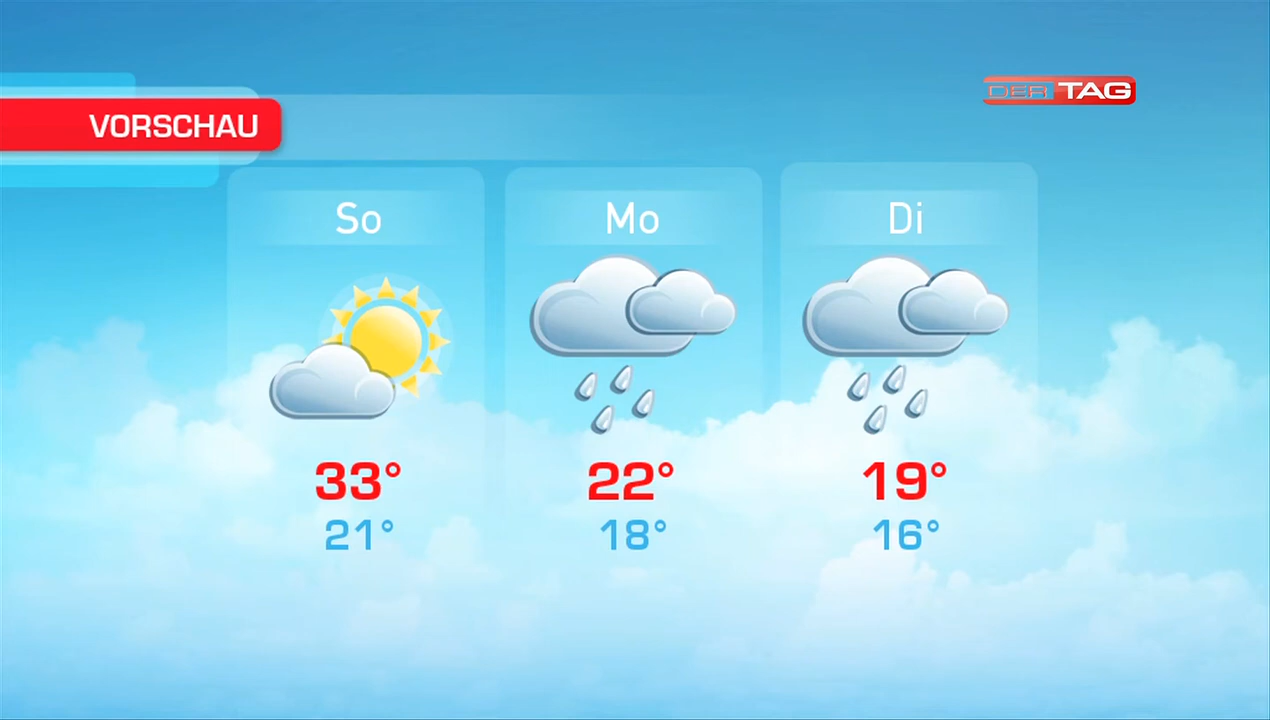 DER TAG
VORSCHAU
So Mo Di
33° 22° 19°
21° 18° 16°